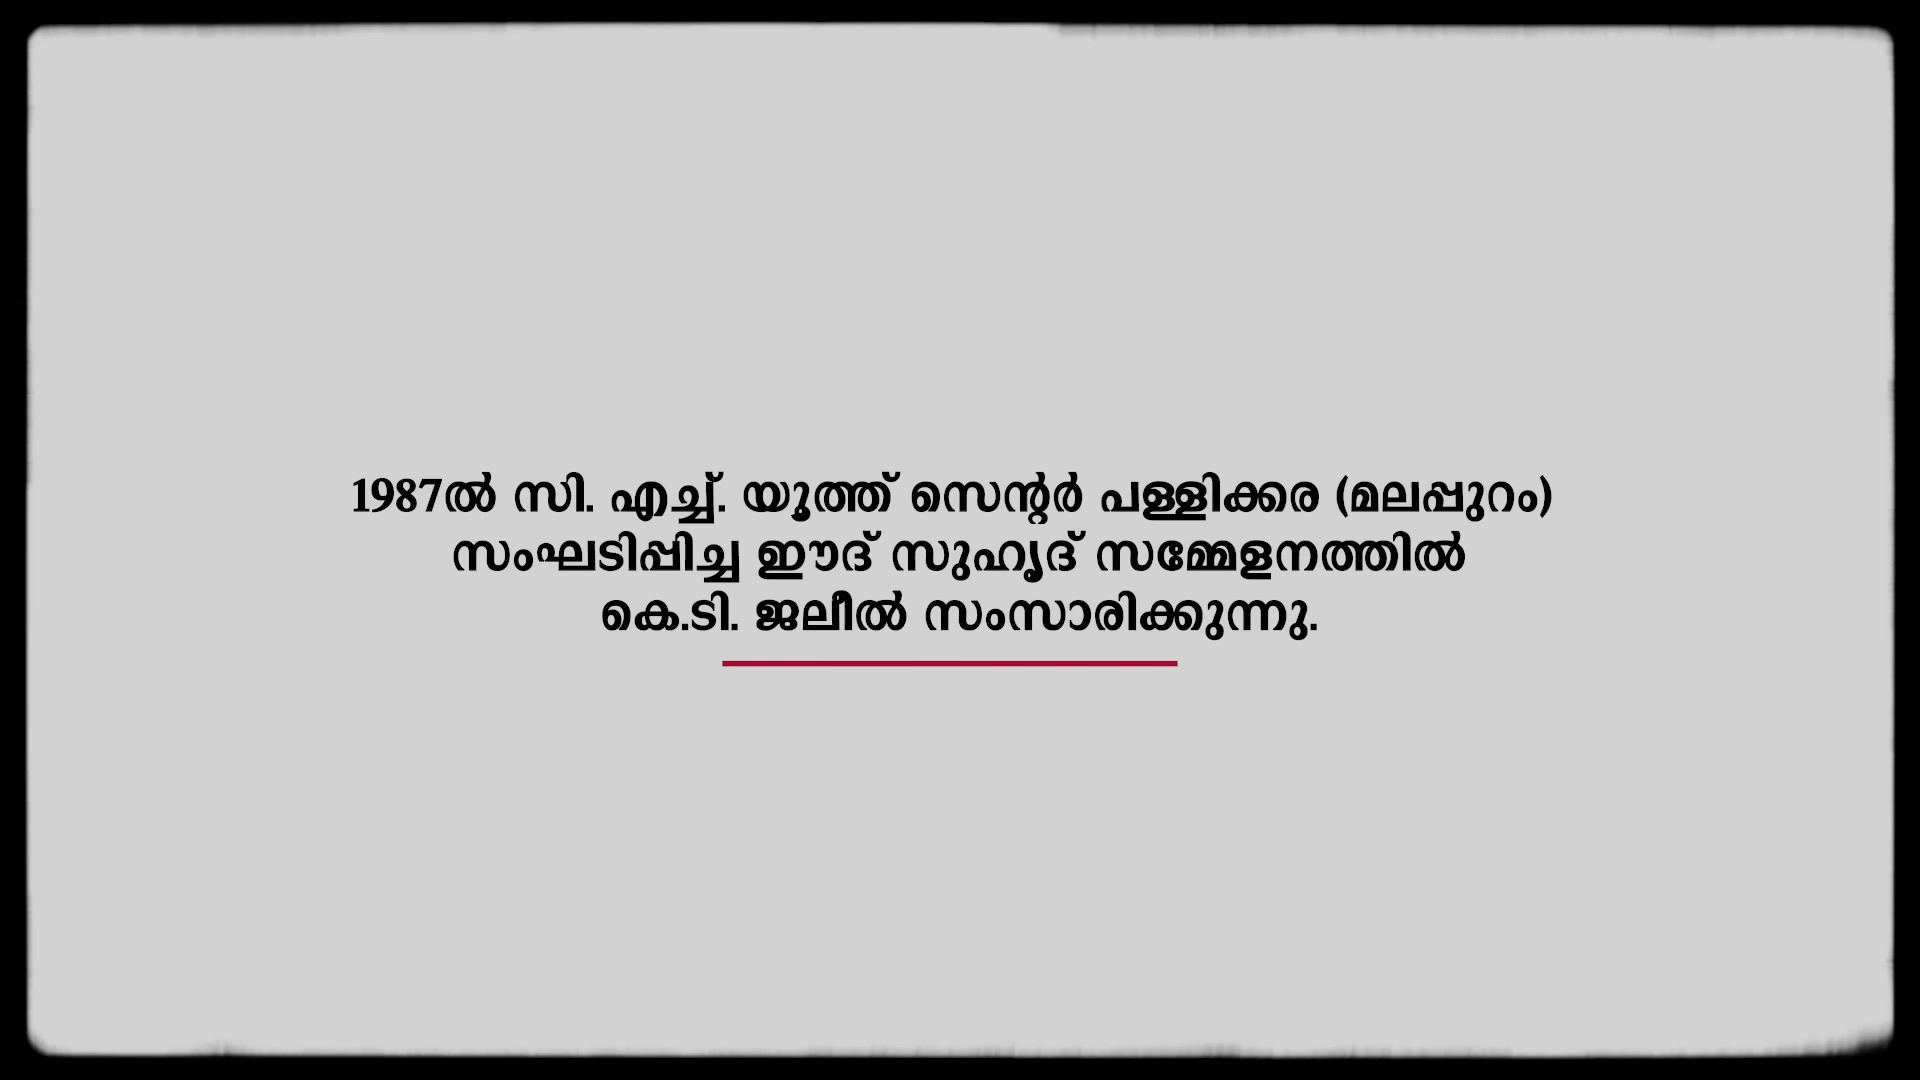 1987ൽ സി. എച്ച്. യൂത്ത് സെന്റർ പള്ളിക്കര (മലപ്പുറം)
സംഘടിപ്പിച്ച ഈദ് സുഹൃദ് സമ്മേളനത്തിൽ
കെ.ടി. ജലീൽ സംസാരിക്കുന്നു.